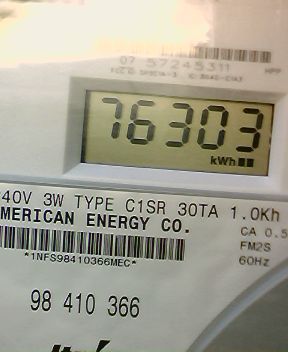 07 57245311
76303
kWh
40V 3W TYPE C1SR 30TA 1.0Kh
MERICAN ENERGY CO.
CA 0.5
*1NFS98410366MEC*
FM2S
60Hz
98 410 366